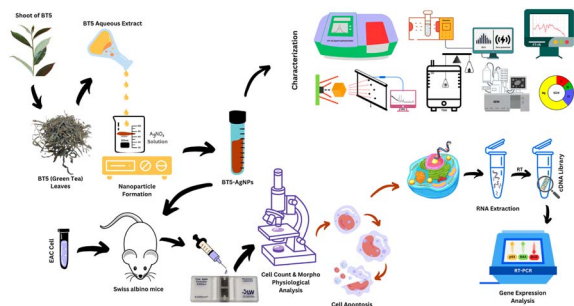 Shoot of BT5
BT5 Aqueous Extract
BT5 (Green Tea)
Leaves
AgNO3
Solution
Nanoparticle
Formation
BT5-AgNPs
Characterization
EAC Cell
Swiss albino mice
Cell Count & Morpho
Physiological
Analysis
Cell Apoptosis
RNA Extraction
RT
cDNA Library
RT-PCR
Gene Expression
Analysis